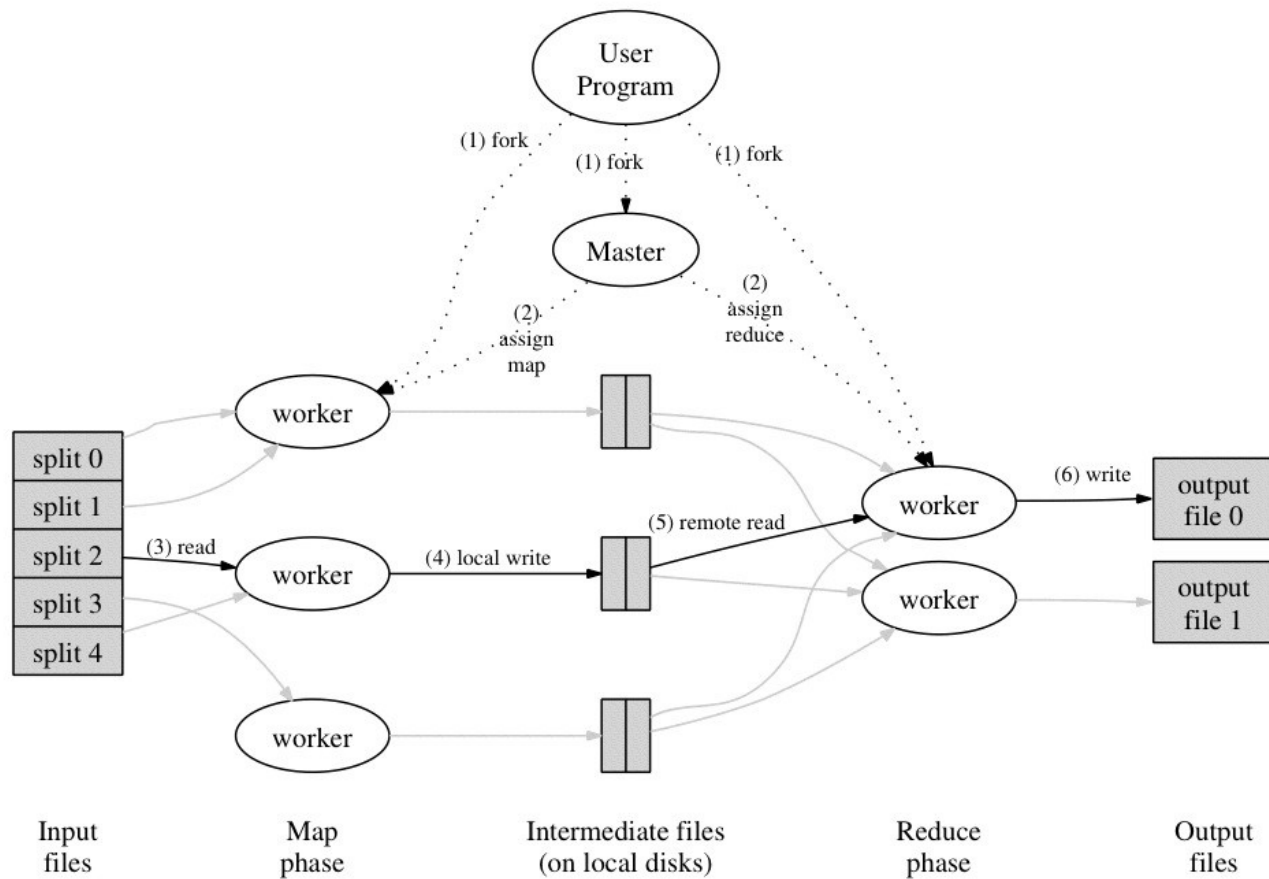 User
Program
(1) fork
(1) fork
(1) fork
Master
(2)
assign
map
(2)
assign
reduce
worker
split 0
split 1
split 2
split 3
split 4
(3) read
worker
(4) local write
worker
(5) remote read
worker
(6) write
worker
output
file 0
output
file 1
Input
files
Map
phase
Intermediate files
(on local disks)
Reduce
phase
Output
files